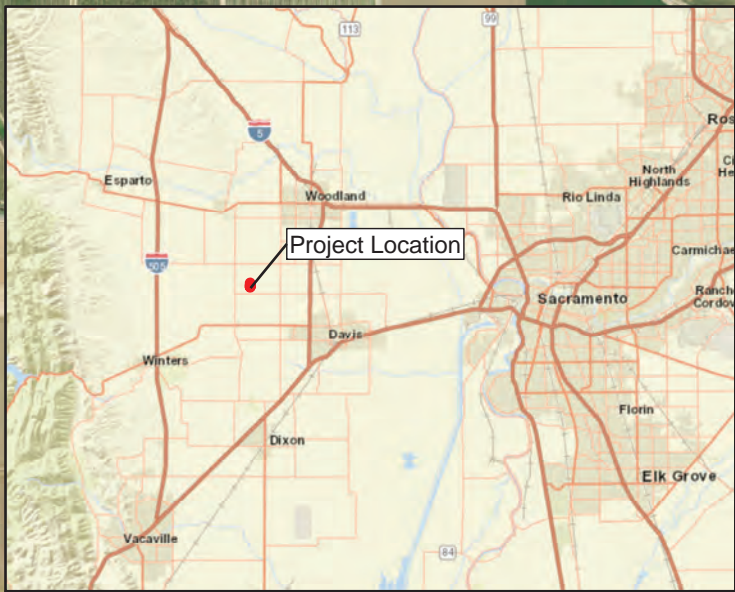 113
99
Ros
5
Esparto
North
Highlands
Ci
He
Woodland
Rio Linda
Project Location
Carmichae
505
Ranch
Cordov
Sacramento
Davis
Winters
Florin
Dixon
Elk Grove
Vacaville
84